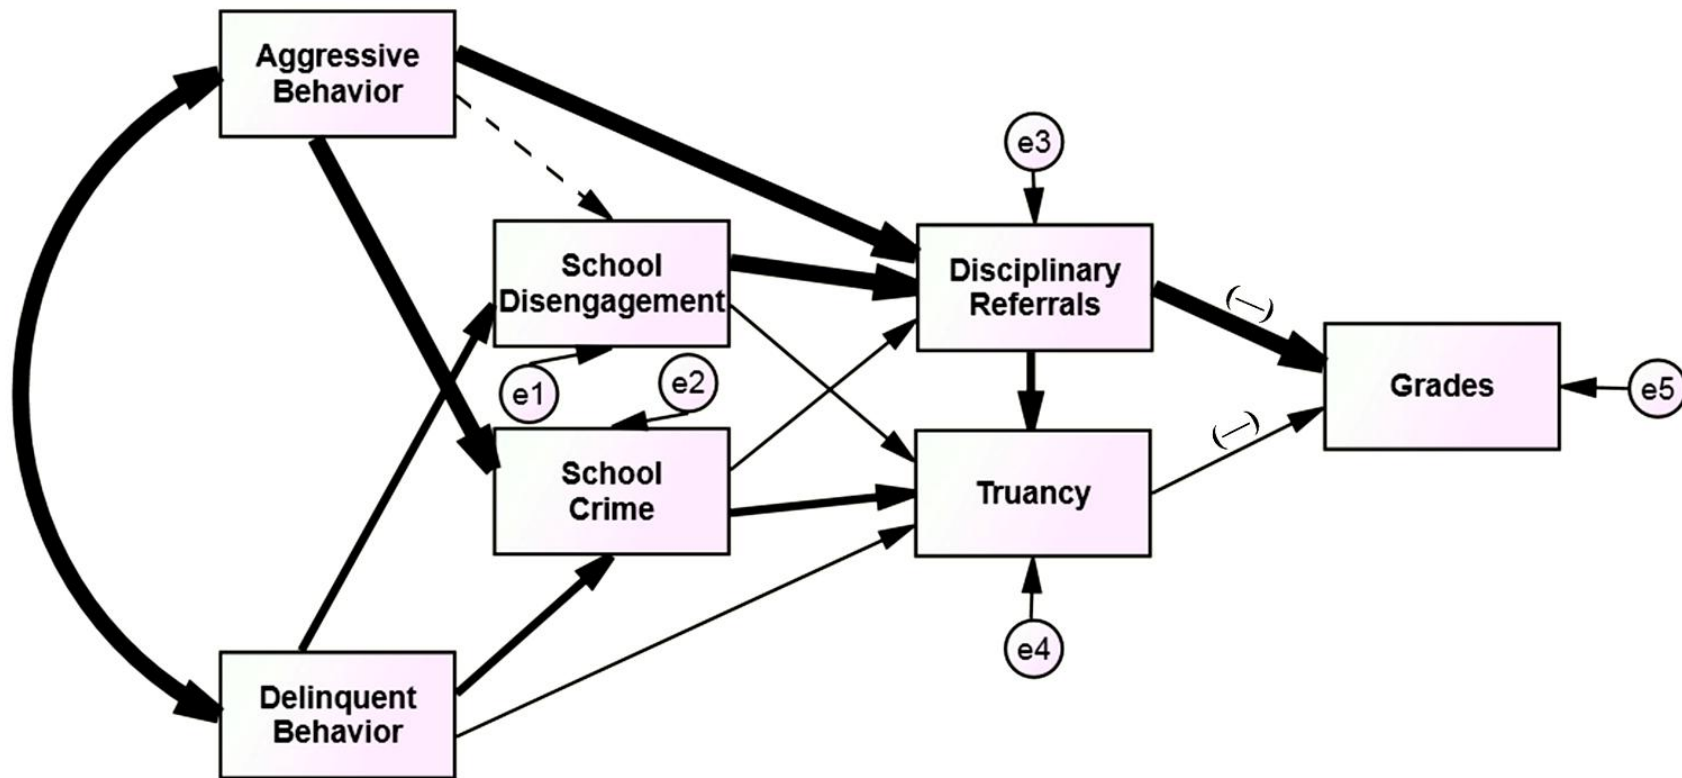 Aggressive
Behavior
e3
School
Disengagement
Disciplinary
Referrals
(—)
e1
e2
Grades
e5
(—)
School
Crime
Truancy
e4
Delinquent
Behavior